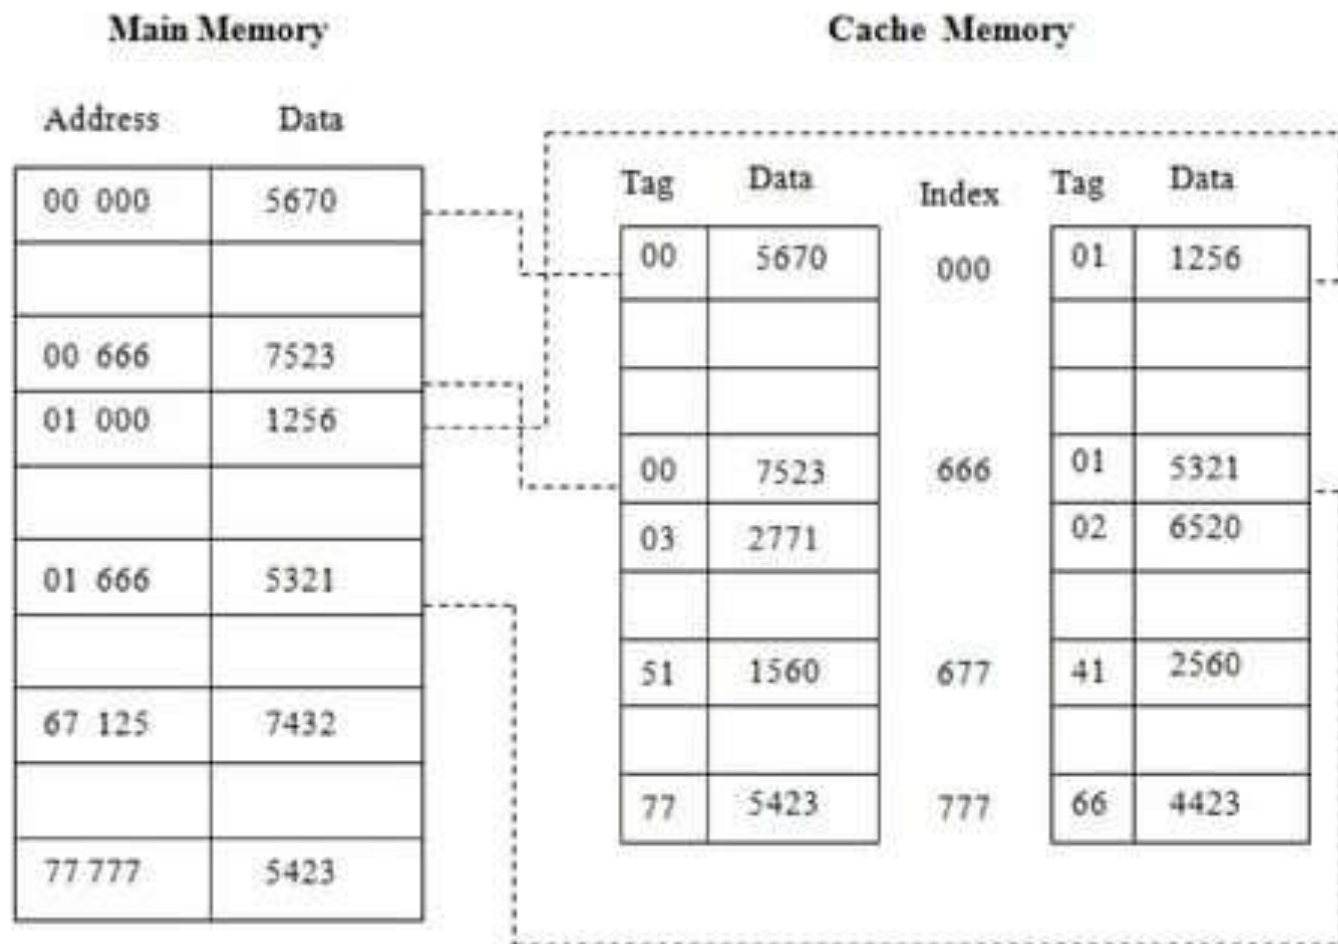 Main Memory
Cache Memory
Address Data
Tag Data Index Tag Data
00 000 5670
00 666 7523
01 000 1256
01 666 5321
67 125 7432
77 777 5423
00 5670 000 01 1256
00 7523 666 01 5321
03 2771 02 6520
51 1560 677 41 2560
77 5423 777 66 4423